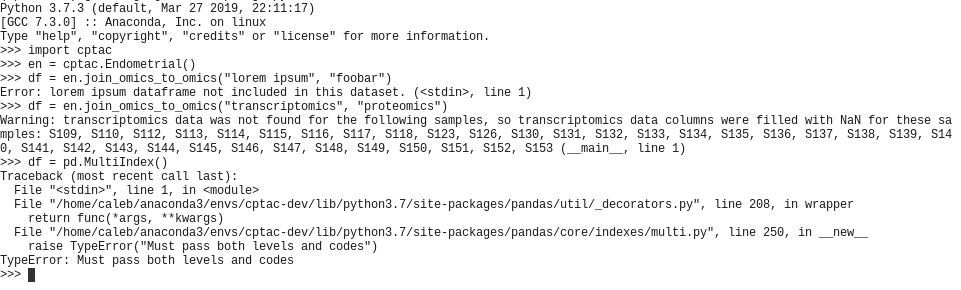 Python 3.7.3 (default, Mar 27 2019, 22:11:17)
[GCC 7.3.0] :: Anaconda, Inc. on linux
Type "help", "copyright", "credits" or "license" for more information.
>>> import cptac
>>> en = cptac.Endometrial()
>>> df = en.join_omics_to_omics("lorem ipsum", "foobar")
Error: lorem ipsum dataframe not included in this dataset. (<stdin>, line 1)
>>> df = en.join_omics_to_omics("transcriptomics", "proteomics")
Warning: transcriptomics data was not found for the following samples, so transcriptomics data columns were filled with NaN for these sa
mples: S109, S110, S112, S113, S114, S115, S116, S117, S118, S123, S126, S130, S131, S132, S133, S134, S135, S136, S137, S138, S139, S14
0, S141, S142, S143, S144, S145, S146, S147, S148, S149, S150, S151, S152, S153 (__main__, line 1)
>>> df = pd.MultiIndex()
Traceback (most recent call last):
  File "<stdin>", line 1, in <module>
  File "/home/caleb/anaconda3/envs/cptac-dev/lib/python3.7/site-packages/pandas/util/_decorators.py", line 208, in wrapper
    return func(*args, **kwargs)
  File "/home/caleb/anaconda3/envs/cptac-dev/lib/python3.7/site-packages/pandas/core/indexes/multi.py", line 250, in __new__
    raise TypeError("Must pass both levels and codes")
TypeError: Must pass both levels and codes
>>>